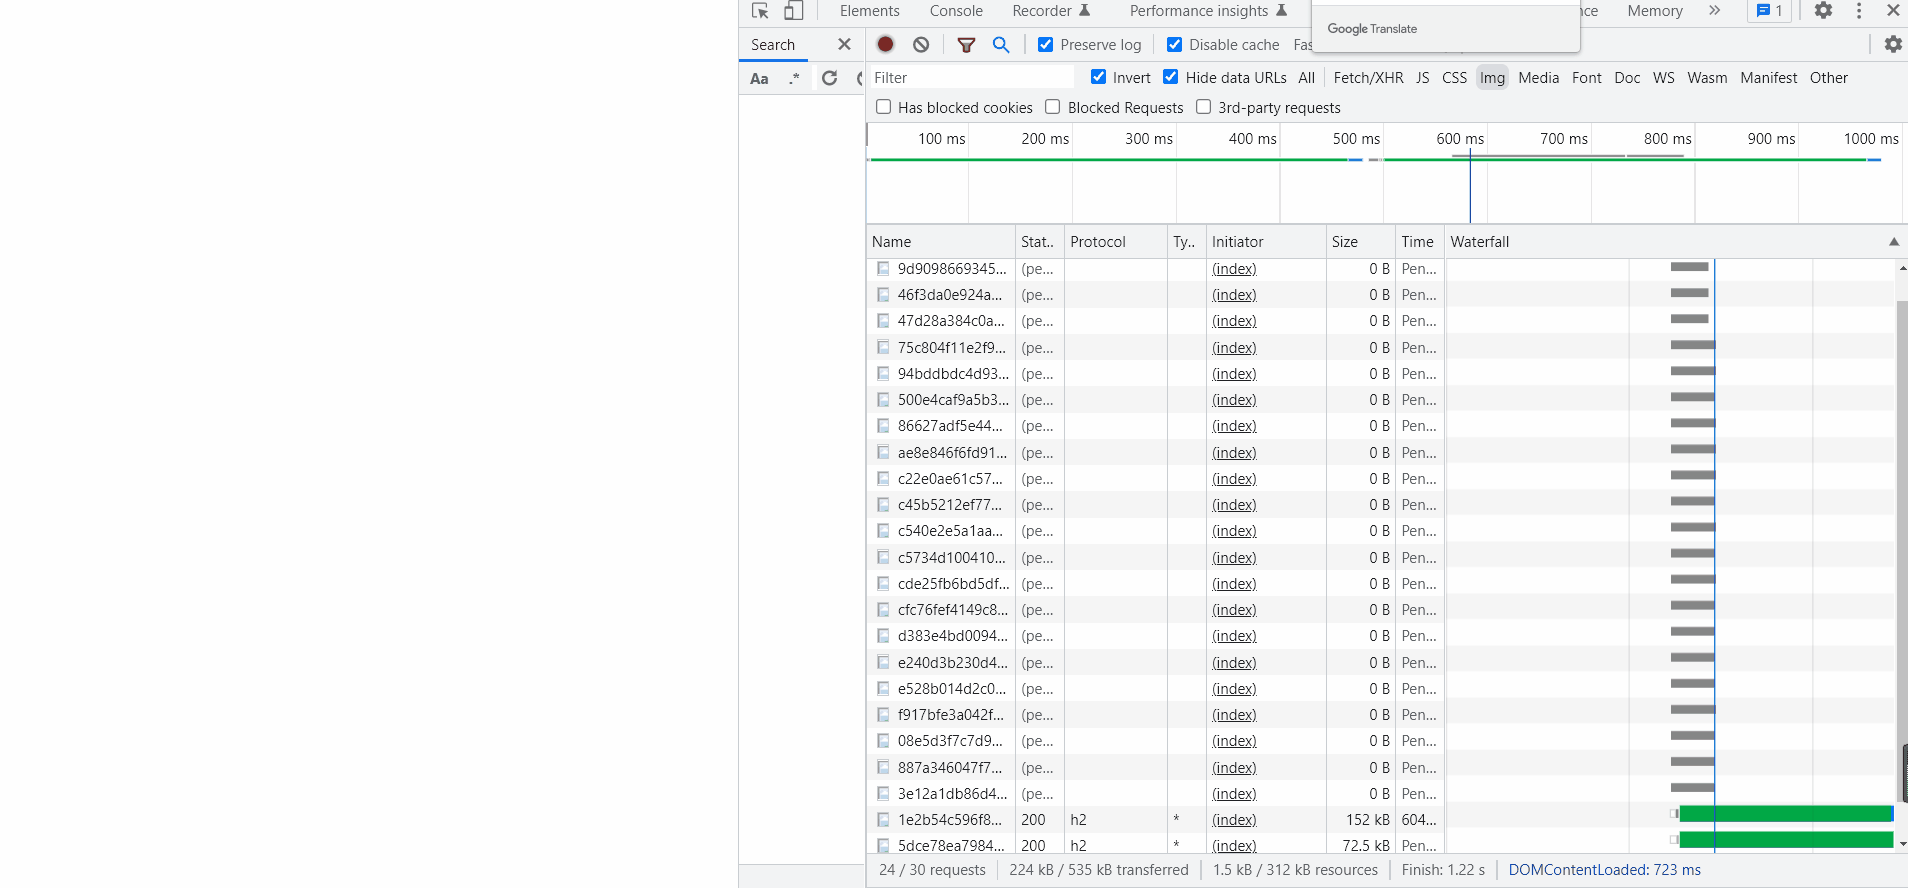 Elements Console Recorder Performance insights Memory 1
Google Translate
Search Preserve log Disable cache Fas
Aa .* Filter Invert Hide data URLs All Fetch/XHR JS CSS Img Media Font Doc WS Wasm Manifest Other
Has blocked cookies Blocked Requests 3rd-party requests
100 ms 200 ms 300 ms 400 ms 500 ms 600 ms 700 ms 800 ms 900 ms 1000 ms
Name Stat.. Protocol Ty.. Initiator Size Time Waterfall
9d9098669345... (pe... (index) 0 B Pen...
46f3da0e924a... (pe... (index) 0 B Pen...
47d28a384c0a... (pe... (index) 0 B Pen...
75c804f11e2f9... (pe... (index) 0 B Pen...
94bddbdc4d93... (pe... (index) 0 B Pen...
500e4caf9a5b3... (pe... (index) 0 B Pen...
86627adf5e44... (pe... (index) 0 B Pen...
ae8e846f6fd91... (pe... (index) 0 B Pen...
c22e0ae61c57... (pe... (index) 0 B Pen...
c45b5212ef77... (pe... (index) 0 B Pen...
c540e2e5a1aa... (pe... (index) 0 B Pen...
c5734d100410... (pe... (index) 0 B Pen...
cde25fb6bd5df... (pe... (index) 0 B Pen...
cfc76fef4149c8... (pe... (index) 0 B Pen...
d383e4bd0094... (pe... (index) 0 B Pen...
e240d3b230d4... (pe... (index) 0 B Pen...
e528b014d2c0... (pe... (index) 0 B Pen...
f917bfe3a042f... (pe... (index) 0 B Pen...
08e5d3f7c7d9... (pe... (index) 0 B Pen...
887a346047f7... (pe... (index) 0 B Pen...
3e12a1db86d4... (pe... (index) 0 B Pen...
1e2b54c596f8... 200 h2 * (index) 152 kB 604...
5dce78ea7984... 200 h2 * (index) 72.5 kB Pen...
24 / 30 requests 224 kB / 535 kB transferred 1.5 kB / 312 kB resources Finish: 1.22 s DOMContentLoaded: 723 ms